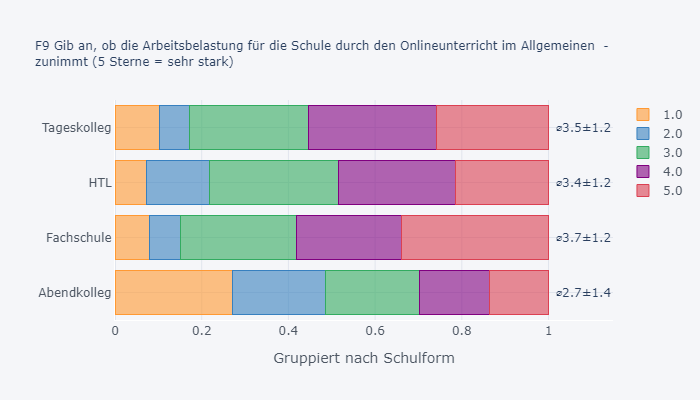 F9 Gib an, ob die Arbeitsbelastung für die Schule durch den Onlineunterricht im Allgemeinen  -
zunimmt (5 Sterne = sehr stark)
Tageskolleg
⌀3.5±1.2
HTL
⌀3.4±1.2
Fachschule
⌀3.7±1.2
Abendkolleg
⌀2.7±1.4
0 0.2 0.4 0.6 0.8 1
Gruppiert nach Schulform
1.0
2.0
3.0
4.0
5.0